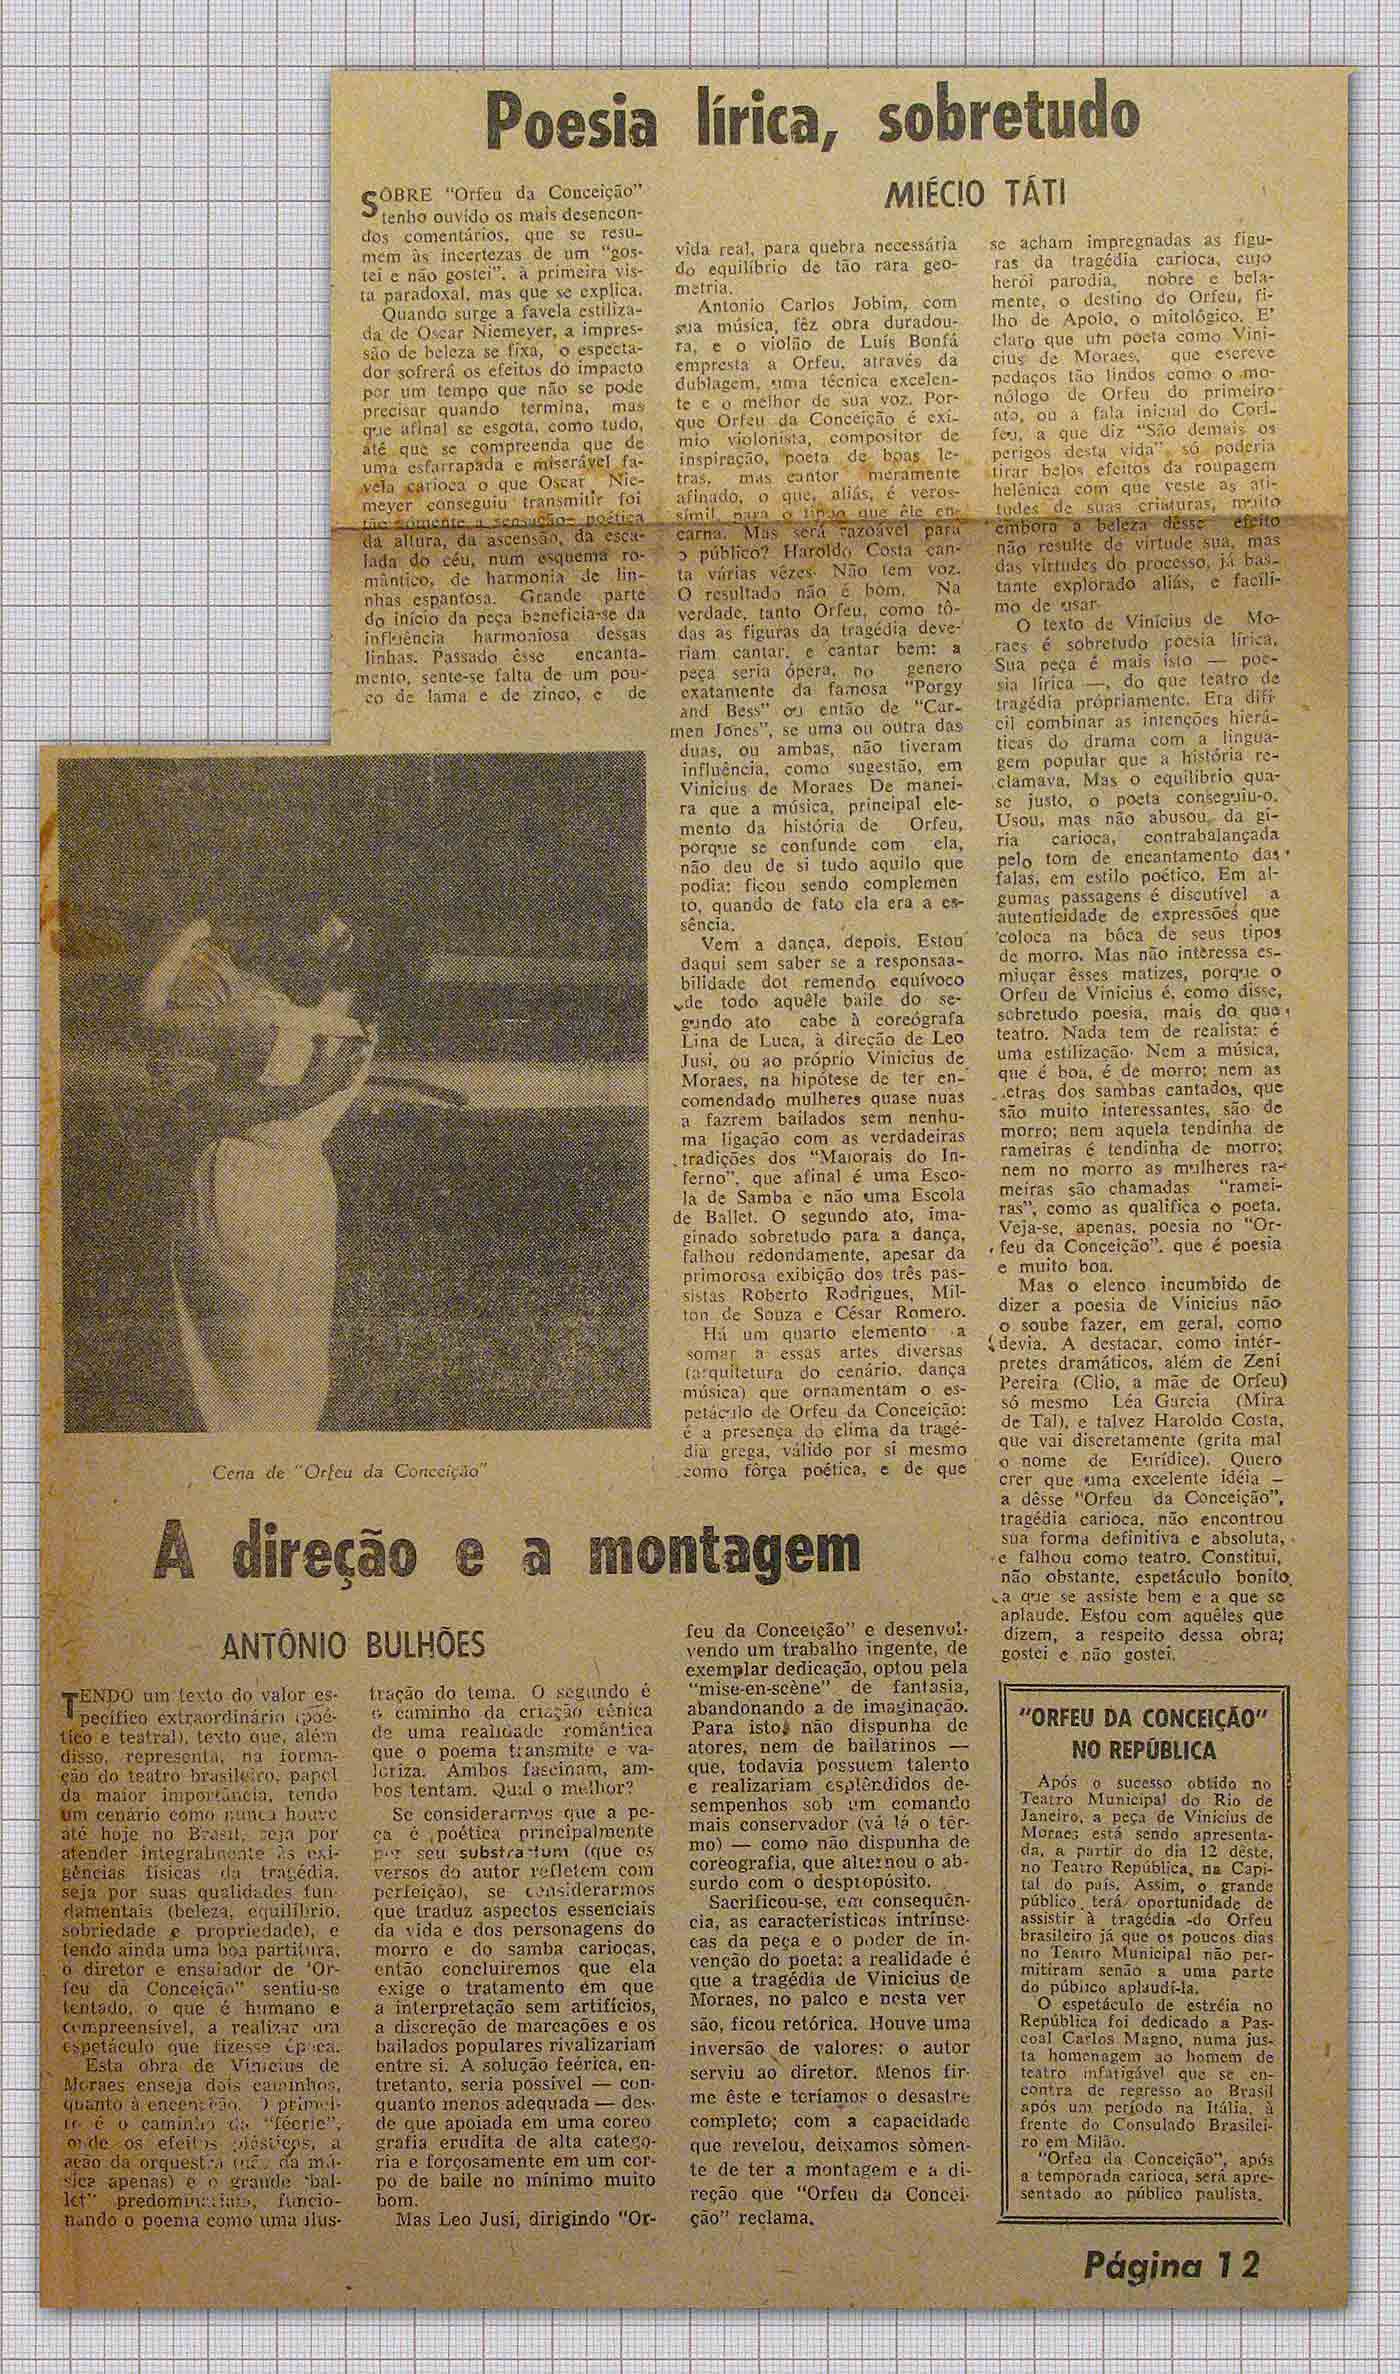 Poesia lírica, sobretudo
MIÉCIO TÁTI
SOBRE "Orfeu da Conceição"
tenho ouvido os mais desencon-
dos comentários, que se resu-
mem às incertezas de um "gos-
tei e não gostei", à primeira vis-
ta paradoxal, mas que se explica.
Quando surge a favela estiliza-
da de Oscar Niemeyer, a impres-
são de beleza se fixa, o especta-
dor sofrerá os efeitos do impacto
por um tempo que não se pode
precisar quando termina, mas
que afinal se esgota, como tudo,
até que se compreenda que de
uma esfarrapada e miserável fa-
vela carioca o que Oscar Nie-
meyer conseguiu transmitir foi
tão sómente a sensação poética
da altura, da ascensão, da esca-
lada do céu, num esquema ro-
mântico, de harmonia de lin-
nhas espantosa. Grande parte
do início da peça beneficia-se da
influência harmoniosa dessas
linhas. Passado êsse encanta-
mento, sente-se falta de um pou-
co de lama e de zinco, e de
vida real, para quebra necessária
do equilíbrio de tão rara geo-
metria.
Antonio Carlos Jobim, com
sua música, fêz obra duradou-
ra, e o violão de Luís Bonfá
empresta a Orfeu, através da
dublagem, uma técnica excelen-
te e o melhor de sua voz. Por-
que Orfeu da Conceição é exí-
mio violonista, compositor de
inspiração, poeta de boas le-
tras, mas cantor meramente
afinado, o que, aliás, é veros-
símil, para o tipo que êle en-
carna. Mas será razoável para
o público? Haroldo Costa can-
ta várias vêzes. Não tem voz.
O resultado não é bom. Na
verdade, tanto Orfeu, como tô-
das as figuras da tragédia deve-
riam cantar, e cantar bem: a
peça seria ópera, no genero
exatamente da famosa "Porgy
and Bess" ou então de "Car-
men Jones", se uma ou outra das
duas, ou ambas, não tiveram
influência, como sugestão, em
Vinicius de Moraes De manei-
ra que a música, principal ele-
mento da história de Orfeu,
porque se confunde com ela,
não deu de si tudo aquilo que
podia: ficou sendo complemen
to, quando de fato ela era a es-
sência.
Vem a dança, depois. Estou
daqui sem saber se a responsaa-
bilidade dot remendo equívoco
de todo aquêle baile do se-
gundo ato cabe à coreógrafa
Lina de Luca, à direção de Leo
Jusi, ou ao próprio Vinicius de
Moraes, na hipótese de ter en-
comendado mulheres quase nuas
a fazrem bailados sem nenhu-
ma ligação com as verdadeiras
tradições dos "Maiorais do In-
ferno", que afinal é uma Esco-
la de Samba e não uma Escola
de Ballet. O segundo ato, ima-
ginado sobretudo para a dança,
falhou redondamente, apesar da
primorosa exibição dos três pas-
sistas Roberto Rodrigues, Mil-
ton de Souza e César Romero.
Há um quarto elemento a
somar a essas artes diversas
(arquitetura do cenário, dança
música) que ornamentam o es-
petáculo de Orfeu da Conceição:
é a presença do clima da tragé-
dia grega, válido por si mesmo
como fôrça poética, e de que
se acham impregnadas as figu-
ras da tragédia carioca, cujo
herói parodia, nobre e bela-
mente, o destino do Orfeu, fi-
lho de Apolo, o mitológico. E'
claro que um poeta como Vini-
cius de Moraes, que escreve
pedaços tão lindos como o mo-
nólogo de Orfeu do primeiro
ato, ou a fala inicial do Cori-
feu, a que diz "São demais os
perigos desta vida" só poderia
tirar belos efeitos da roupagem
helênica com que veste as ati-
tudes de suas criaturas, muito
embora a beleza dêsse efeito
não resulte de virtude sua, mas
das virtudes do processo, já bas-
tante explorado aliás, e facíli-
mo de usar.
O texto de Vinicius de Mo-
raes é sobretudo poesia lírica.
Sua peça é mais isto — poe-
sia lírica —, do que teatro de
tragédia própriamente. Era difí-
cil combinar as intenções hierá-
ticas do drama com a lingua-
gem popular que a história re-
clamava. Mas o equilíbrio qua-
se justo, o poeta conseguiu-o.
Usou, mas não abusou, da gí-
ria carioca, contrabalançada
pelo tom de encantamento das
falas, em estilo poético. Em al-
gumas passagens é discutível a
autenticidade de expressões que
coloca na bôca de seus tipos
de morro. Mas não interessa es-
miuçar êsses matizes, porque o
Orfeu de Vinicius é, como disse,
sobretudo poesia, mais do que
teatro. Nada tem de realista: é
uma estilização. Nem a música,
que é boa, é de morro; nem as
etras dos sambas cantados, que
são muito interessantes, são de
morro; nem aquela tendinha de
rameiras é tendinha de morro;
nem no morro as mulheres ra-
meiras são chamadas "ramei-
ras", como as qualifica o poeta.
Veja-se, apenas, poesia no "Or-
feu da Conceição", que é poesia
e muito boa.
Mas o elenco incumbido de
dizer a poesia de Vinicius não
o soube fazer, em geral, como
devia. A destacar, como intér-
pretes dramáticos, além de Zeni
Pereira (Clio, a mãe de Orfeu)
só mesmo Léa Garcia (Mira
de Tal), e talvez Haroldo Costa,
que vai discretamente (grita mal
o nome de Eurídice). Quero
crer que uma excelente idéia —
a dêsse "Orfeu da Conceição",
tragédia carioca, não encontrou
sua forma definitiva e absoluta,
e falhou como teatro. Constitui,
não obstante, espetáculo bonito,
a que se assiste bem e a que se
aplaude. Estou com aquêles que
dizem, a respeito dessa obra;
gostei e não gostei.
Cena de "Orfeu da Conceição"
A direção e a montagem
ANTÔNIO BULHÕES
TENDO um texto do valor es-
pecífico extraordinário (poé-
tico e teatral), texto que, além
disso, representa, na forma-
ção do teatro brasileiro, papel
da maior importância, tendo
um cenário como nunca houve
até hoje no Brasil, seja por
atender integralmente às exi-
gências físicas da tragédia,
seja por suas qualidades fun-
damentais (beleza, equilíbrio,
sobriedade e propriedade), e
tendo ainda uma boa partitura,
o diretor e ensaiador de "Or-
feu da Conceição" sentiu-se
tentado, o que é humano e
compreensível, a realizar um
espetáculo que fizesse época.
Esta obra de Vinicius de
Moraes enseja dois caminhos,
quanto à encenação. O primei-
ro é o caminho da "féerie",
onde os efeitos plásticos, a
ação da orquestra (não da mú-
sica apenas) e o grande "bal-
let" predominariam, funcio-
nando o poema como uma ilus-
tração do tema. O segundo é
o caminho da criação cênica
de uma realidade romântica
que o poema transmite e va-
loriza. Ambos fascinam, am-
bos tentam. Qual o melhor?
Se considerarmos que a pe-
ça é poética principalmente
por seu substratum (que os
versos do autor refletem com
perfeição), se considerarmos
que traduz aspectos essenciais
da vida e dos personagens do
morro e do samba cariocas,
então concluiremos que ela
exige o tratamento em que
a interpretação sem artifícios,
a discreção de marcações e os
bailados populares rivalizariam
entre si. A solução feérica, en-
tretanto, seria possível — con-
quanto menos adequada — des-
de que apoiada em uma coreo
grafia erudita de alta catego-
ria e forçosamente em um cor-
po de baile no mínimo muito
bom.
Mas Leo Jusi, dirigindo "Or-
feu da Conceição" e desenvol-
vendo um trabalho ingente, de
exemplar dedicação, optou pela
"mise-en-scène" de fantasia,
abandonando a de imaginação.
Para isto, não dispunha de
atores, nem de bailarinos —
que, todavia possuem talento
e realizariam esplêndidos de-
sempenhos sob um comando
mais conservador (vá lá o têr-
mo) — como não dispunha de
coreografia, que alternou o ab-
surdo com o despropósito.
Sacrificou-se, em consequên-
cia, as características intrínse-
cas da peça e o poder de in-
venção do poeta: a realidade é
que a tragédia de Vinicius de
Moraes, no palco e nesta ver
são, ficou retórica. Houve uma
inversão de valores: o autor
serviu ao diretor. Menos fir-
me êste e teríamos o desastre
completo; com a capacidade
que revelou, deixamos sòmen-
te de ter a montagem e a di-
reção que "Orfeu da Concei-
ção" reclama.
"ORFEU DA CONCEIÇÃO"
NO REPÚBLICA
Após o sucesso obtido no
Teatro Municipal do Rio de
Janeiro, a peça de Vinicius de
Moraes está sendo apresenta-
da, a partir do dia 12 dêste,
no Teatro República, na Capi-
tal do país. Assim, o grande
público terá oportunidade de
assistir à tragédia do Orfeu
brasileiro já que os poucos dias
no Teatro Municipal não per-
mitiram senão a uma parte
do público aplaudí-la.
O espetáculo de estréia no
República foi dedicado a Pas-
coal Carlos Magno, numa jus-
ta homenagem ao homem de
teatro infatigável que se en-
contra de regresso ao Brasil
após um período na Itália, à
frente do Consulado Brasilei-
ro em Milão.
"Orfeu da Conceição", após
a temporada carioca, será apre-
sentado ao público paulista.
Página 12